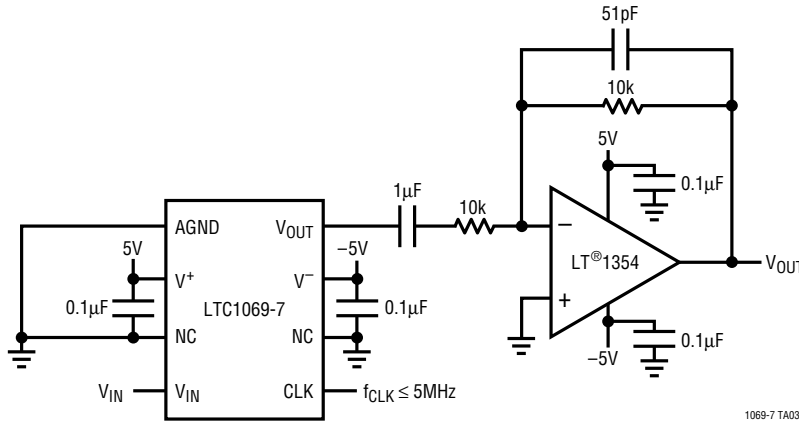 51pF
10k
5V
0.1µF
1µF
10k
AGND
VOUT
5V
–5V
V+
V–
0.1µF
LTC1069-7
0.1µF
NC
NC
VIN
VIN
CLK
fCLK ≤ 5MHz
–
LT®1354
+
VOUT
–5V
0.1µF
1069-7 TA03